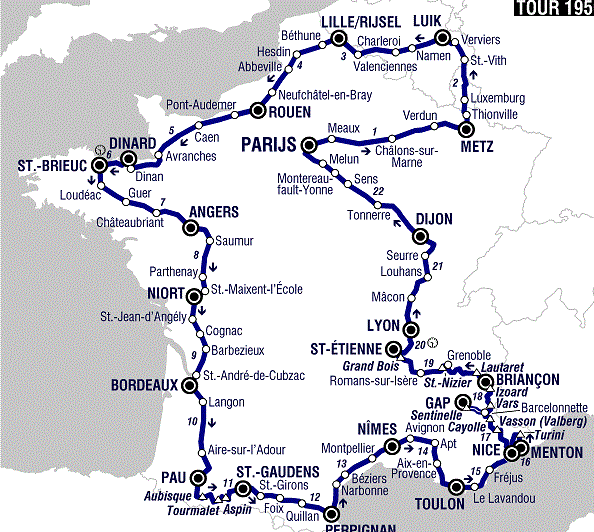 TOUR 195
LILLE/RIJSEL
LUIK
Béthune
Charleroi
Verviers
Hesdin
4
3
Valenciennes
Namen
St.-Vith
Abbeville
2
Neufchâtel-en-Bray
Luxemburg
Pont-Audemer
ROUEN
Thionville
Meaux
1
Verdun
METZ
5
Caen
PARIJS
Châlons-sur-
Marne
DINARD
6
Avranches
Melun
ST.-BRIEUC
Dinan
Montereau-
fault-Yonne
Sens
22
Loudéac
Guer
7
Tonnerre
Châteaubriant
ANGERS
DIJON
8
Saumur
Seurre
Louhans
21
Parthenay
NIORT
St.-Maixent-l'École
Mâcon
St.-Jean-d'Angély
LYON
Cognac
ST-ÉTIENNE
20
Barbezieux
9
Grand Bois
19
Grenoble
Lautaret
St.-André-de-Cubzac
Romans-sur-Isère
St.-Nizier
BRIANÇON
BORDEAUX
Izoard
Langon
GAP
18
Vars
10
Sentinelle
Barcelonnette
NÎMES
Avignon
Cayolle
Vasson (Valberg)
17
Turini
Aire-sur-l'Adour
Montpellier
14
Apt
NICE
MENTON
16
PAU
ST.-GAUDENS
13
Aix-en-
Provence
15
Fréjus
11
St.-Girons
Béziers
Aubisque
12
Narbonne
TOULON
Le Lavandou
Tourmalet
Aspin
Foix
Quillan
PERPIGNAN